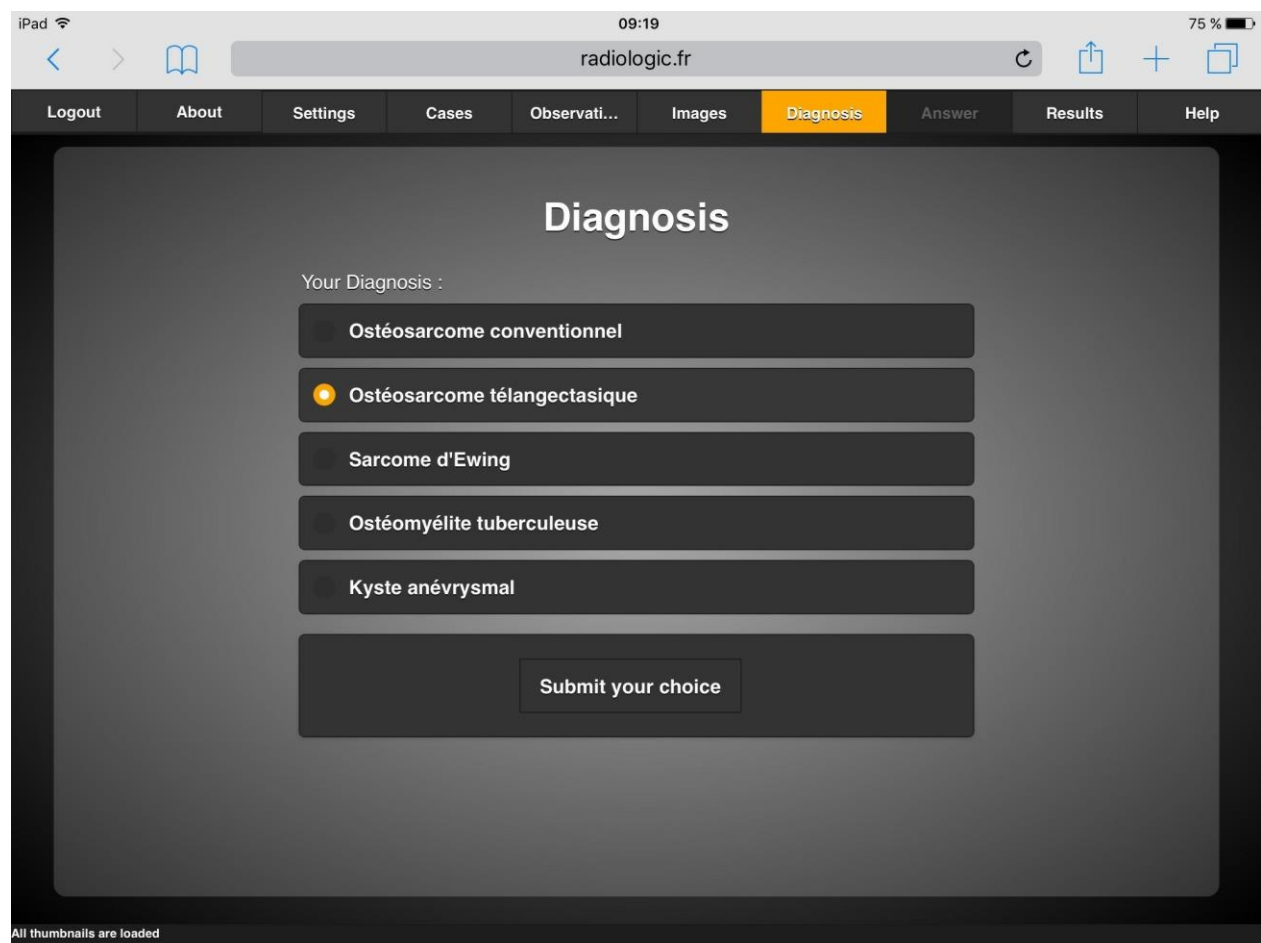 iPad 09:19 75 %
radiologic.fr
Logout About Settings Cases Observati... Images Diagnosis Answer Results Help
Diagnosis
Your Diagnosis :
Ostéosarcome conventionnel
Ostéosarcome télangectasique
Sarcome d'Ewing
Ostéomyélite tuberculeuse
Kyste anévrysmal
Submit your choice
All thumbnails are loaded